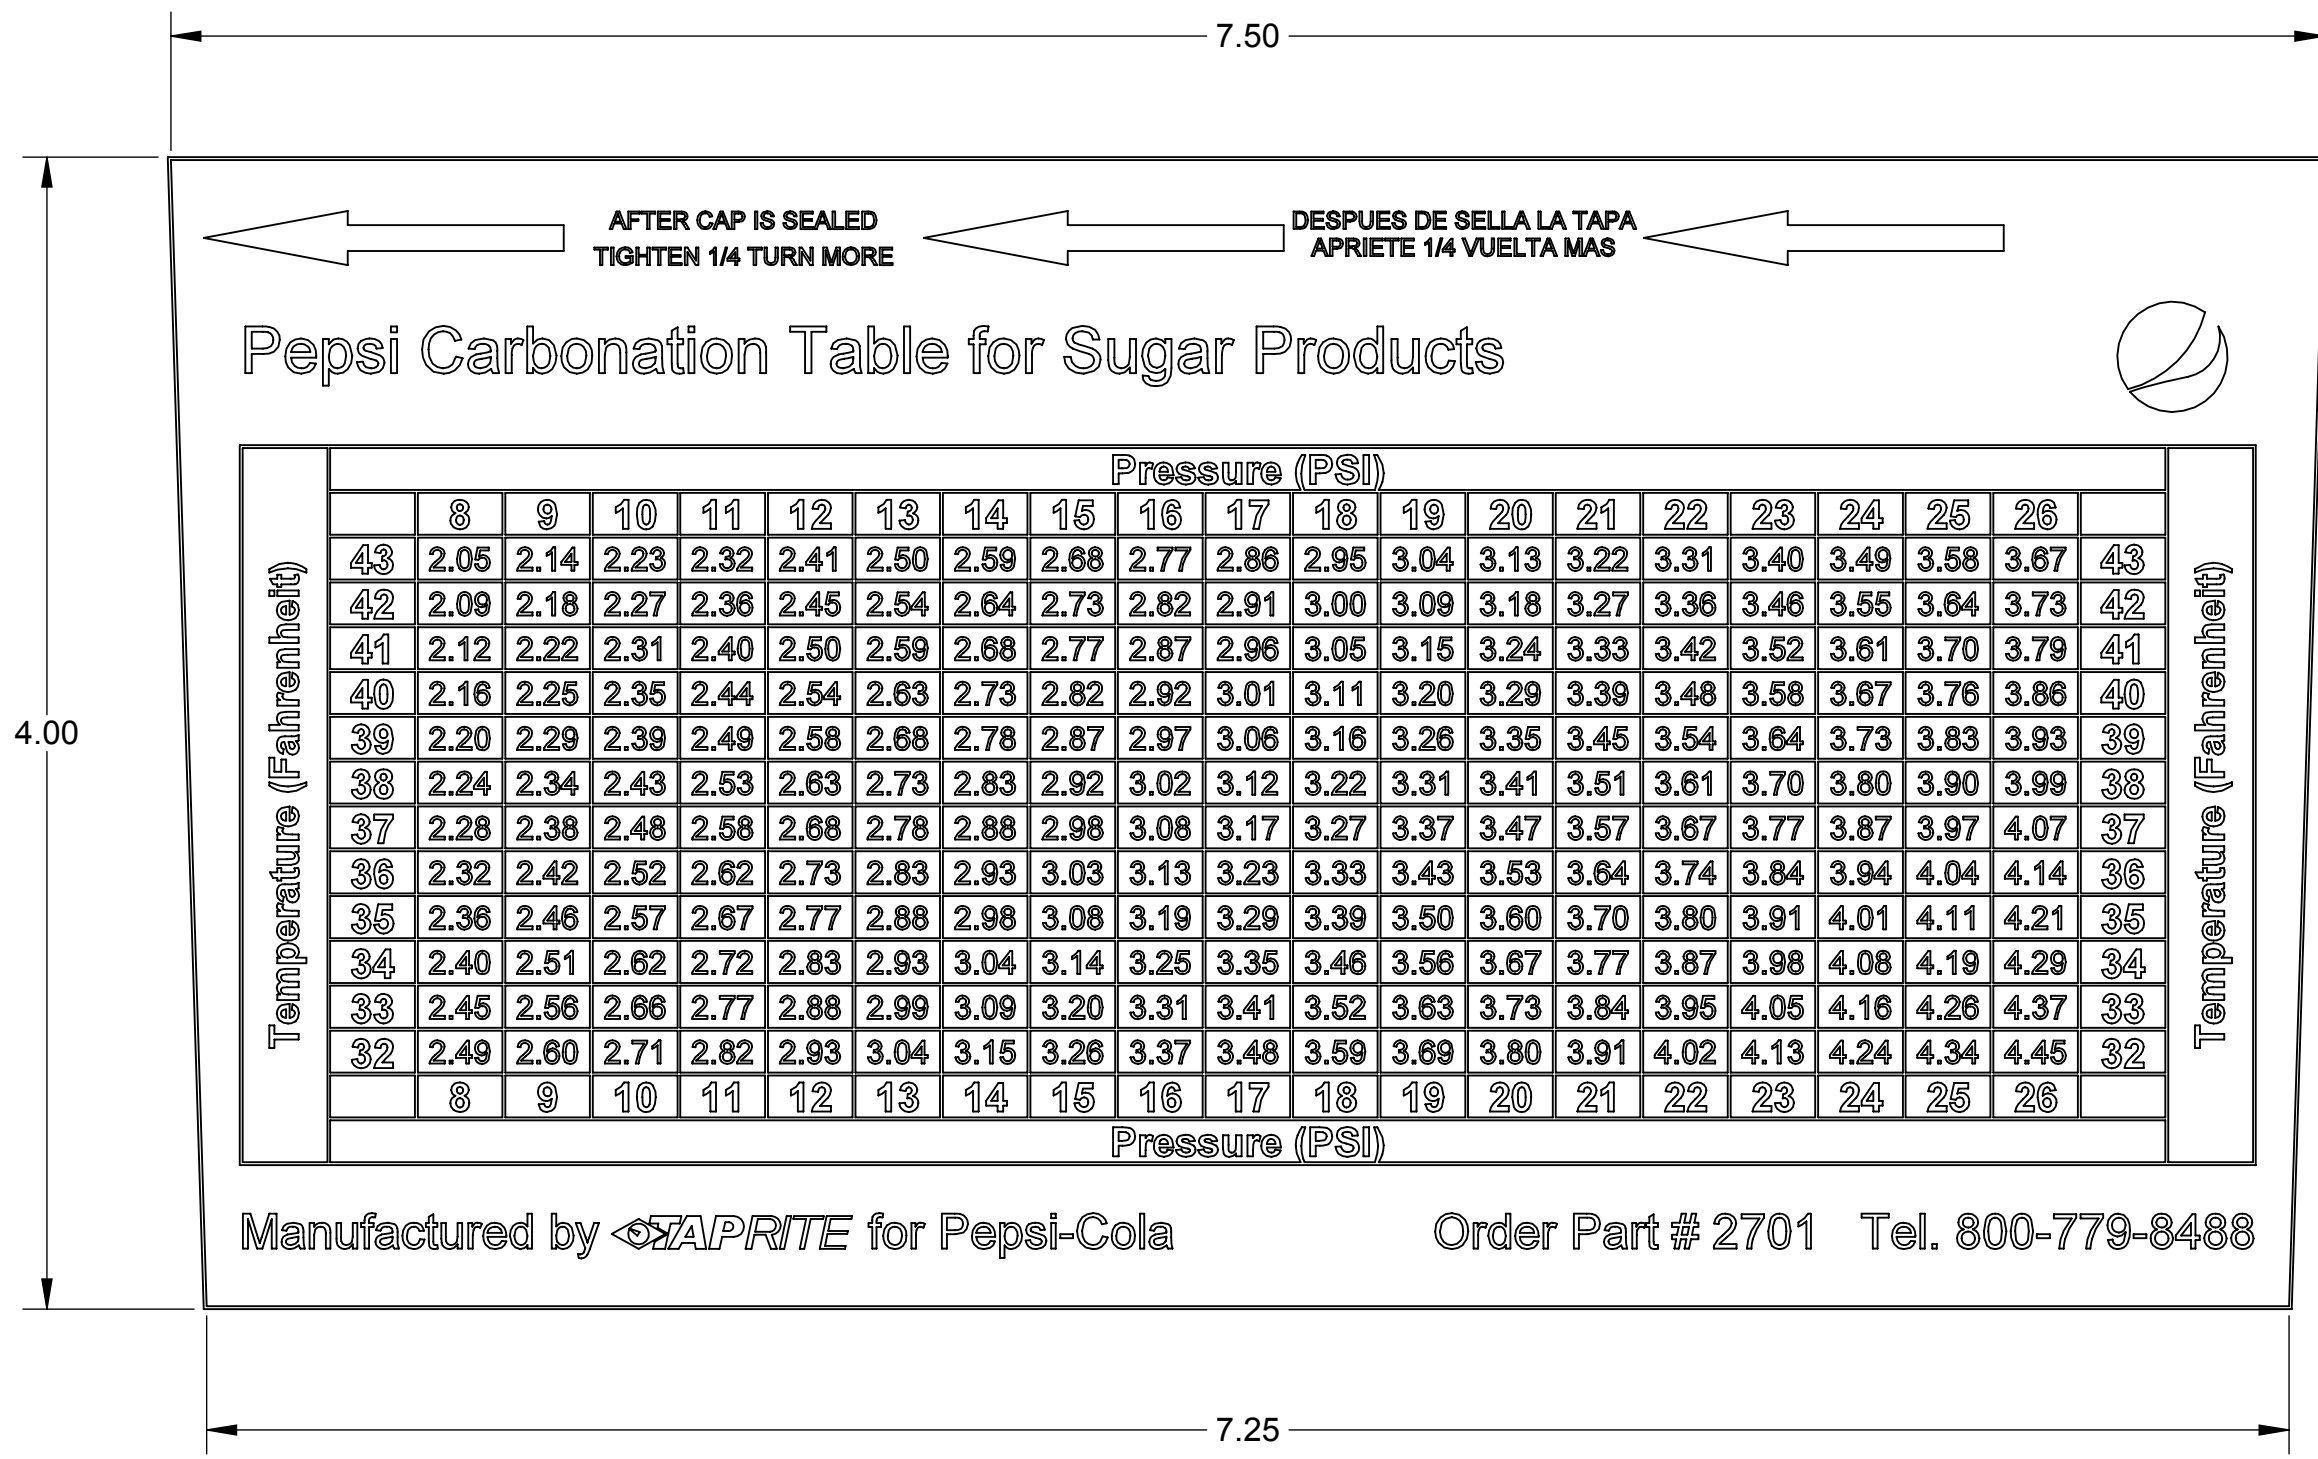 7.50
AFTER CAP IS SEALED
TIGHTEN 1/4 TURN MORE
DESPUES DE SELLA LA TAPA
APRIETE 1/4 VUELTA MAS
Pepsi Carbonation Table for Sugar Products
Pressure (PSI)
8 9 10 11 12 13 14 15 16 17 18 19 20 21 22 23 24 25 26
43 2.05 2.14 2.23 2.32 2.41 2.50 2.59 2.68 2.77 2.86 2.95 3.04 3.13 3.22 3.31 3.40 3.49 3.58 3.67 43
42 2.09 2.18 2.27 2.36 2.45 2.54 2.64 2.73 2.82 2.91 3.00 3.09 3.18 3.27 3.36 3.46 3.55 3.64 3.73 42
41 2.12 2.22 2.31 2.40 2.50 2.59 2.68 2.77 2.87 2.96 3.05 3.15 3.24 3.33 3.42 3.52 3.61 3.70 3.79 41
40 2.16 2.25 2.35 2.44 2.54 2.63 2.73 2.82 2.92 3.01 3.11 3.20 3.29 3.39 3.48 3.58 3.67 3.76 3.86 40
39 2.20 2.29 2.39 2.49 2.58 2.68 2.78 2.87 2.97 3.06 3.16 3.26 3.35 3.45 3.54 3.64 3.73 3.83 3.93 39
38 2.24 2.34 2.43 2.53 2.63 2.73 2.83 2.92 3.02 3.12 3.22 3.31 3.41 3.51 3.61 3.70 3.80 3.90 3.99 38
37 2.28 2.38 2.48 2.58 2.68 2.78 2.88 2.98 3.08 3.17 3.27 3.37 3.47 3.57 3.67 3.77 3.87 3.97 4.07 37
36 2.32 2.42 2.52 2.62 2.73 2.83 2.93 3.03 3.13 3.23 3.33 3.43 3.53 3.64 3.74 3.84 3.94 4.04 4.14 36
35 2.36 2.46 2.57 2.67 2.77 2.88 2.98 3.08 3.19 3.29 3.39 3.50 3.60 3.70 3.80 3.91 4.01 4.11 4.21 35
34 2.40 2.51 2.62 2.72 2.83 2.93 3.04 3.14 3.25 3.35 3.46 3.56 3.67 3.77 3.87 3.98 4.08 4.19 4.29 34
33 2.45 2.56 2.66 2.77 2.88 2.99 3.09 3.20 3.31 3.41 3.52 3.63 3.73 3.84 3.95 4.05 4.16 4.26 4.37 33
32 2.49 2.60 2.71 2.82 2.93 3.04 3.15 3.26 3.37 3.48 3.59 3.69 3.80 3.91 4.02 4.13 4.24 4.34 4.45 32
8 9 10 11 12 13 14 15 16 17 18 19 20 21 22 23 24 25 26
Pressure (PSI)
Temperature (Fahrenheit)
Temperature (Fahrenheit)
4.00
Manufactured by TAPRITE for Pepsi-Cola
Order Part # 2701 Tel. 800-779-8488
7.25